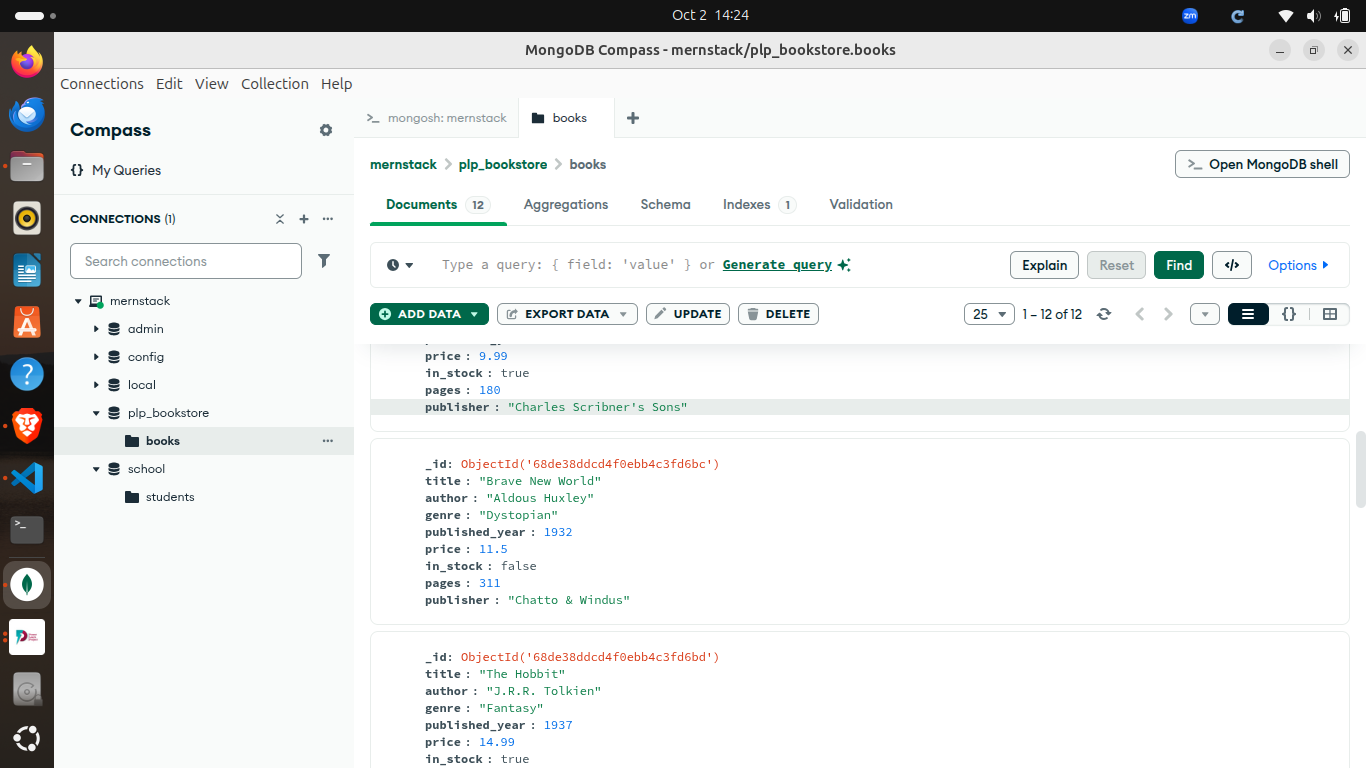 Oct 2 14:24
zm
MongoDB Compass - mernstack/plp_bookstore.books
Connections Edit View Collection Help
Compass
{} My Queries
CONNECTIONS (1)
Search connections
mernstack
admin
config
local
plp_bookstore
books
school
students
>_ mongosh: mernstack
books
mernstack > plp_bookstore > books
>_ Open MongoDB shell
Documents 12 Aggregations Schema Indexes 1 Validation
Type a query: { field: 'value' } or Generate query
Explain Reset Find </> Options
ADD DATA EXPORT DATA UPDATE DELETE
25 1 – 12 of 12 {}
price : 9.99
in_stock : true
pages : 180
publisher : "Charles Scribner's Sons"
_id: ObjectId('68de38ddcd4f0ebb4c3fd6bc')
title : "Brave New World"
author : "Aldous Huxley"
genre : "Dystopian"
published_year : 1932
price : 11.5
in_stock : false
pages : 311
publisher : "Chatto & Windus"
_id: ObjectId('68de38ddcd4f0ebb4c3fd6bd')
title : "The Hobbit"
author : "J.R.R. Tolkien"
genre : "Fantasy"
published_year : 1937
price : 14.99
in_stock : true